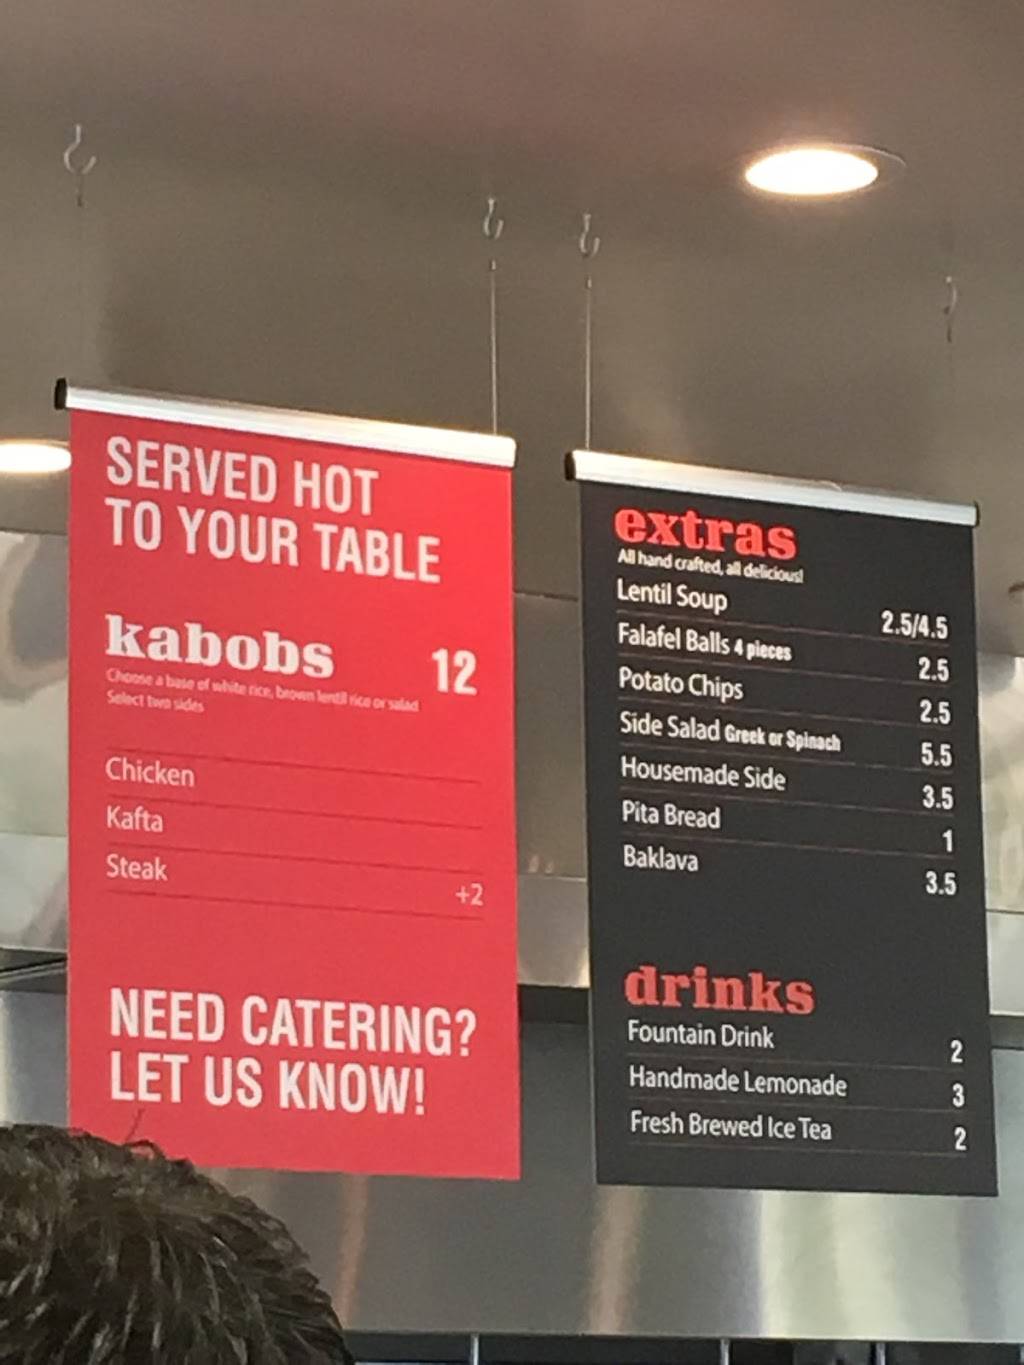 SERVED HOT
TO YOUR TABLE
kabobs 12
Choose a base of white rice, brown lentil rice or salad
Select two sides
Chicken
Kafta
Steak +2
NEED CATERING?
LET US KNOW!
extras
All hand crafted, all delicious!
Lentil Soup 2.5/4.5
Falafel Balls 4 pieces 2.5
Potato Chips 2.5
Side Salad Greek or Spinach 5.5
Housemade Side 3.5
Pita Bread 1
Baklava 3.5
drinks
Fountain Drink 2
Handmade Lemonade 3
Fresh Brewed Ice Tea 2